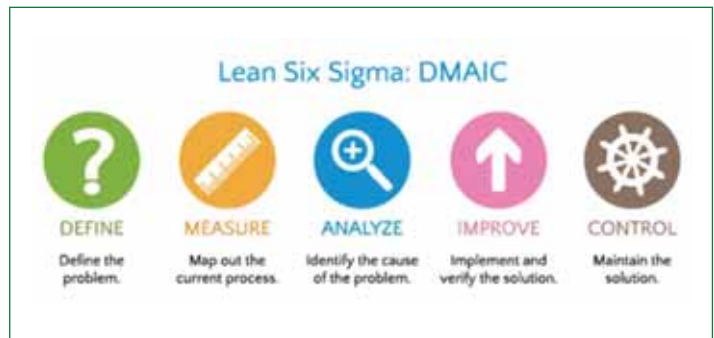 Lean Six Sigma: DMAIC
DEFINE MEASURE ANALYZE IMPROVE CONTROL
Define the Map out the Identify the cause Implement and Maintain the
problem. current process. of the problem. verify the solution. solution.